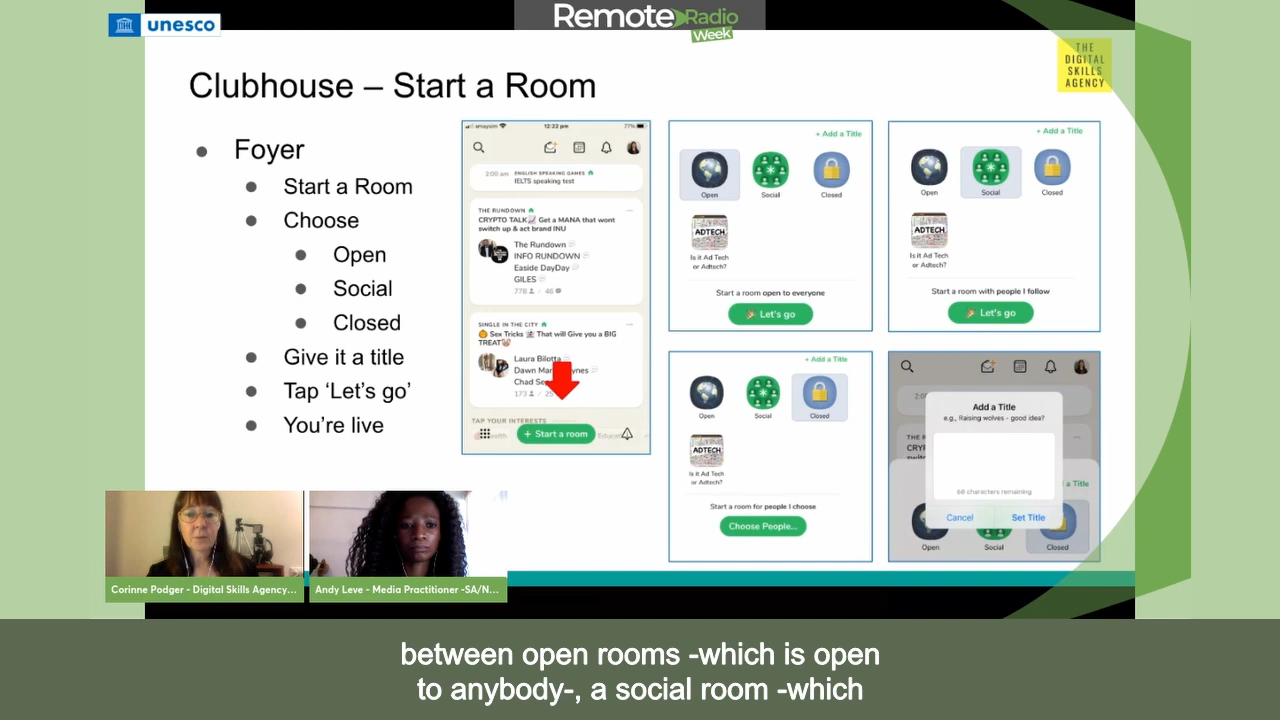 unesco
Remote Radio
Week
THE
DIGITAL
SKILLS
AGENCY
Clubhouse – Start a Room
Foyer
Start a Room
Choose
Open
Social
Closed
Give it a title
Tap ‘Let’s go’
You’re live
12:22 pm
77%
2:00 am ENGLISH SPEAKING GAMES
IELTS speaking test
THE RUNDOWN
CRYPTO TALK Get a MANA that wont
switch up & act brand INU
The Rundown
INFO RUNDOWN
Easide DayDay
GILES
778 / 46
SINGLE IN THE CITY
Sex Tricks That will Give you a BIG
TREAT
Laura Bilotta
Dawn
Chad
173
TAP YOUR INTERESTS
+ Start a room
+ Add a Title
Open
Social
Closed
ADTECH
Is it Ad Tech
or Adtech?
Start a room open to everyone
Let's go
+ Add a Title
Open
Social
Closed
ADTECH
Is it Ad Tech
or Adtech?
Start a room with people I follow
Let's go
+ Add a Title
Open
Social
Closed
ADTECH
Is it Ad Tech
or Adtech?
Start a room for people I choose
Choose People...
Add a Title
e.g., Raising wolves - good idea?
60 characters remaining
Cancel
Set Title
Open
Social
Closed
Corinne Podger - Digital Skills Agency...
Andy Leve - Media Practitioner -SA/N...
between open rooms -which is open
to anybody-, a social room -which